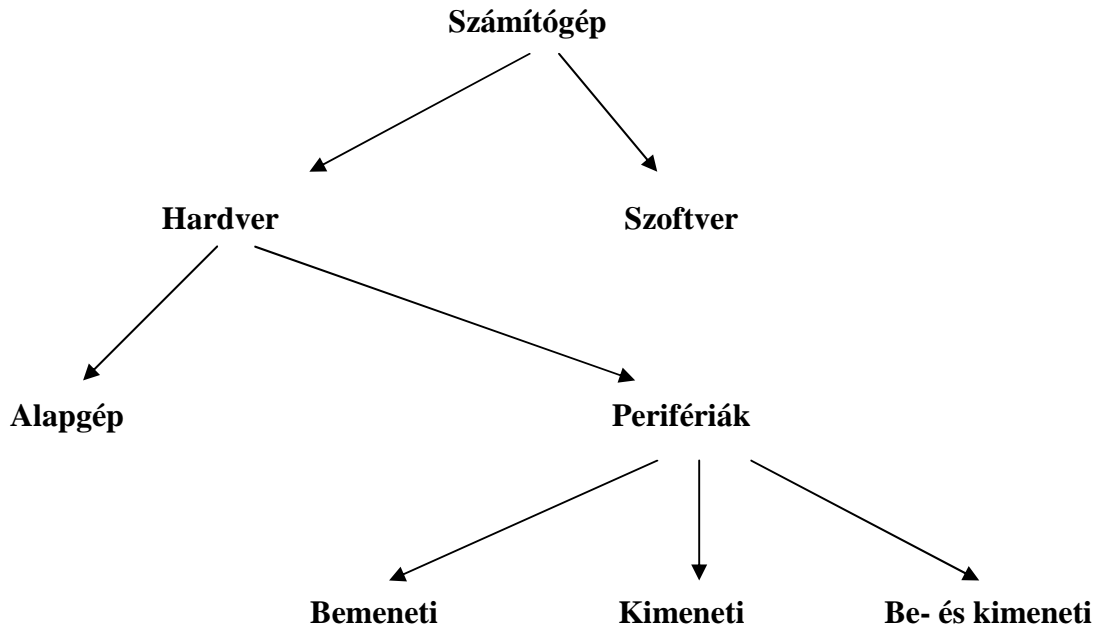 Számítógép
Hardver
Szoftver
Alapgép
Perifériák
Bemeneti
Kimeneti
Be- és kimeneti